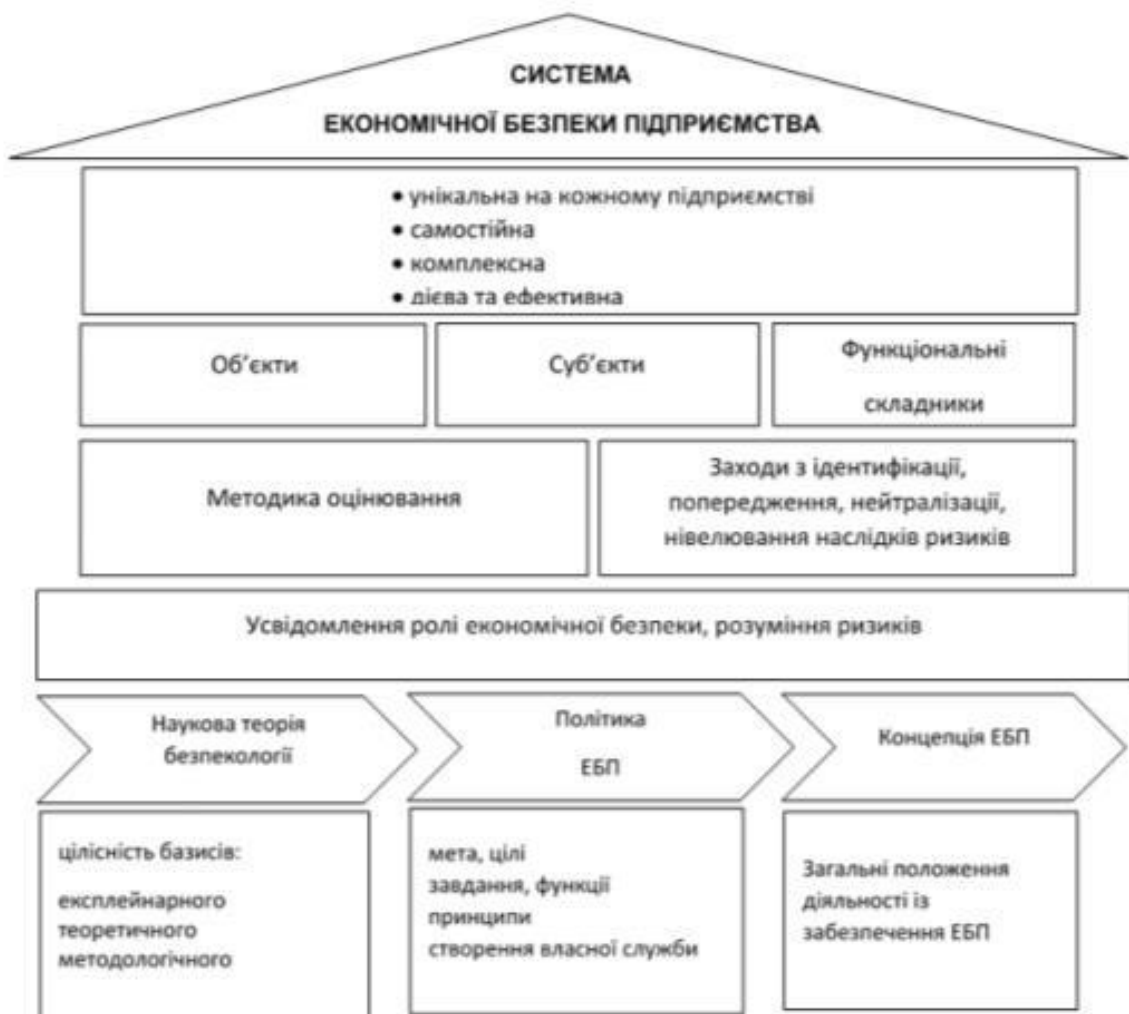 СИСТЕМА
ЕКОНОМІЧНОЇ БЕЗПЕКИ ПІДПРИЄМСТВА
• унікальна на кожному підприємстві
• самостійна
• комплексна
• дієва та ефективна
Об’єкти
Суб’єкти
Функціональні
складники
Методика оцінювання
Заходи з ідентифікації,
попередження, нейтралізації,
нівелювання наслідків ризиків
Усвідомлення ролі економічної безпеки, розуміння ризиків
Наукова теорія
безпекології
Політика
ЕБП
Концепція ЕБП
цілісність базисів:
експлейнарного
теоретичного
методологічного
мета, цілі
завдання, функції
принципи
створення власної служби
Загальні положення
діяльності із
забезпечення ЕБП